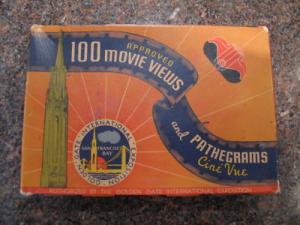 APPROVED
100 MOVIE VIEWS
and PATHEGRAMS
Ciné Vue
GOLDEN GATE INTERNATIONAL EXPOSITION
SAN FRANCISCO
BAY
AUTHORIZED BY THE GOLDEN GATE INTERNATIONAL EXPOSITION